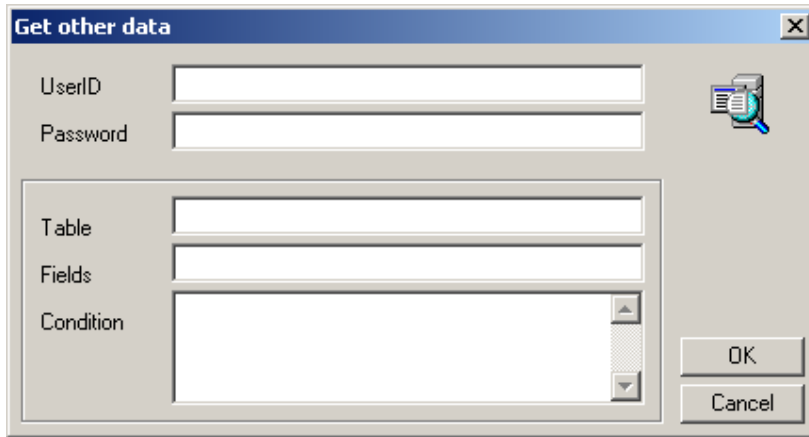 Get other data
UserID
Password
Table
Fields
Condition
OK
Cancel